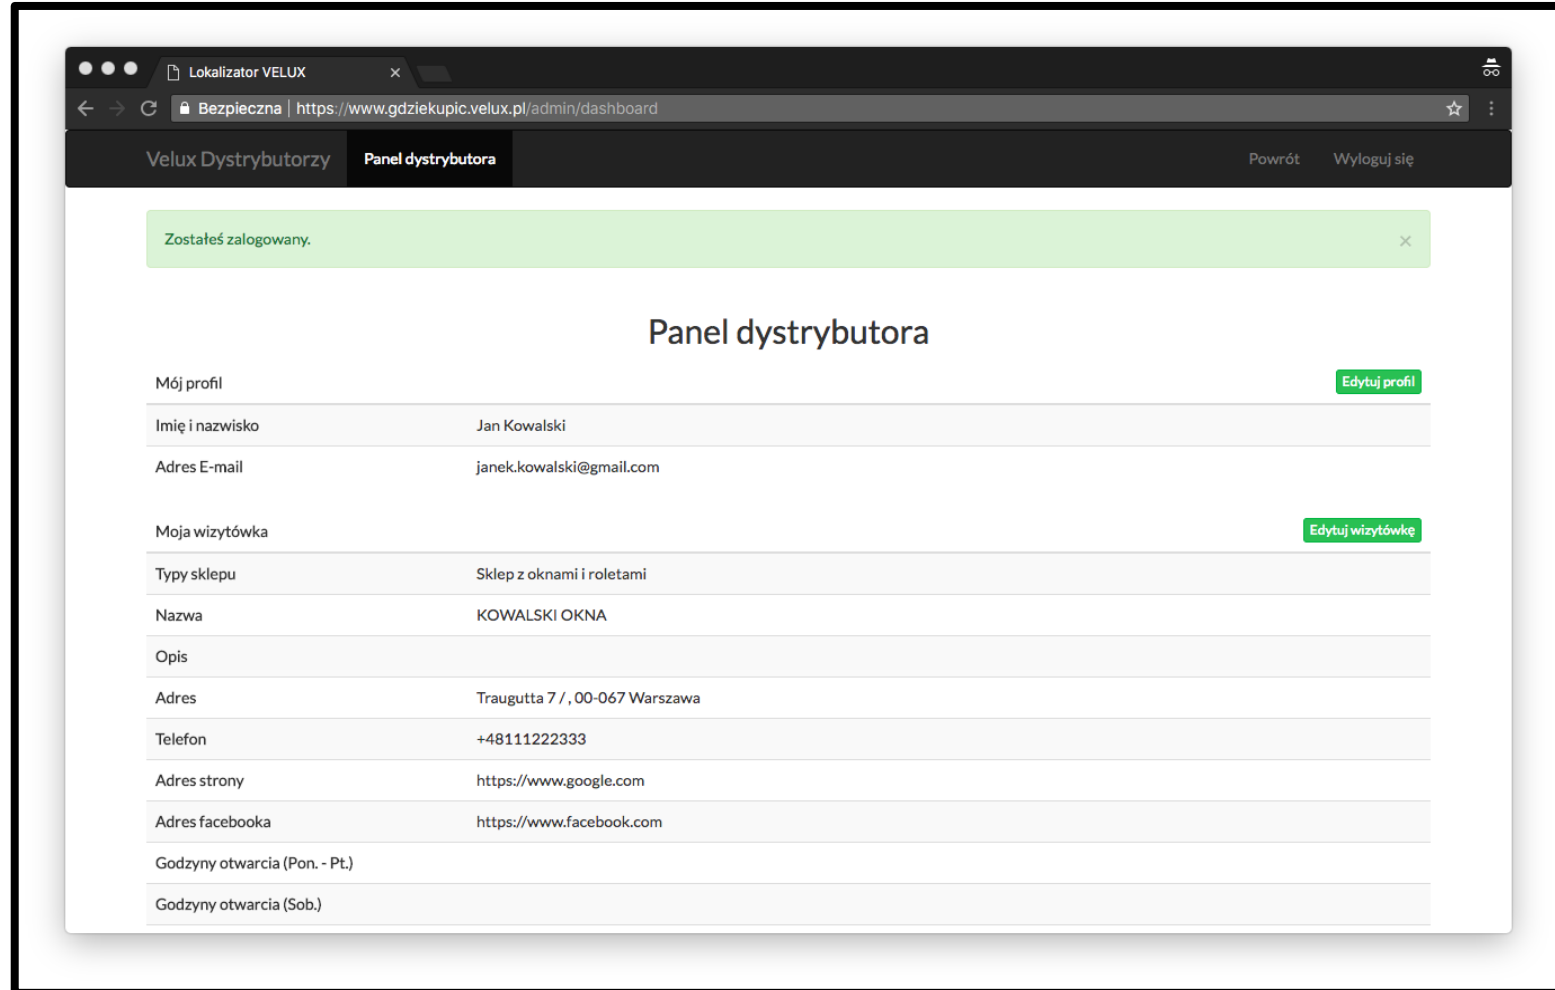 Lokalizator VELUX
Bezpieczna | https://www.gdziekupic.velux.pl/admin/dashboard
Velux Dystrybutorzy Panel dystrybutora Powrót Wyloguj się
Zostałeś zalogowany.
Panel dystrybutora
Mój profil Edytuj profil
Imię i nazwisko Jan Kowalski
Adres E-mail janek.kowalski@gmail.com
Moja wizytówka Edytuj wizytówkę
Typy sklepu Sklep z oknami i roletami
Nazwa KOWALSKI OKNA
Opis
Adres Traugutta 7 / , 00-067 Warszawa
Telefon +48111222333
Adres strony https://www.google.com
Adres facebooka https://www.facebook.com
Godzyny otwarcia (Pon. - Pt.)
Godzyny otwarcia (Sob.)